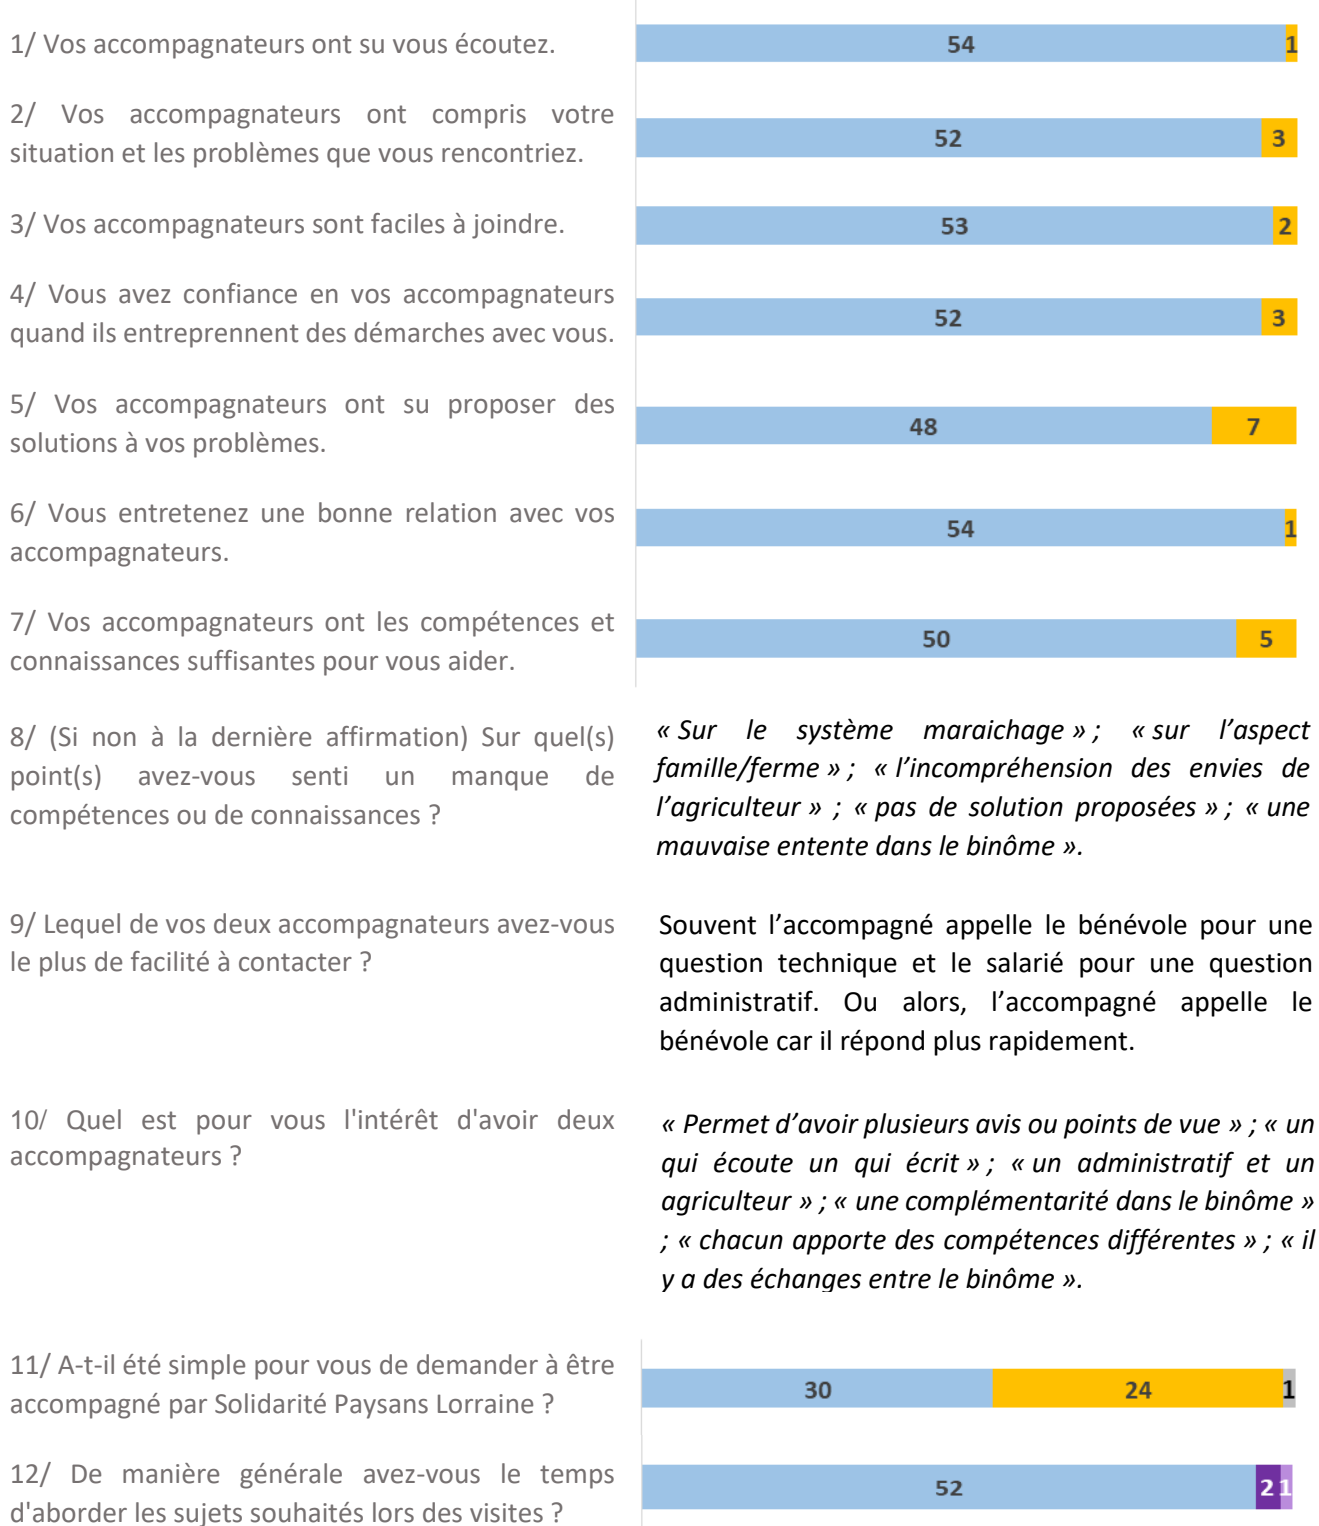 1/ Vos accompagnateurs ont su vous écoutez.
54 1
2/ Vos accompagnateurs ont compris votre
situation et les problèmes que vous rencontriez.
52 3
3/ Vos accompagnateurs sont faciles à joindre.
53 2
4/ Vous avez confiance en vos accompagnateurs
quand ils entreprennent des démarches avec vous.
52 3
5/ Vos accompagnateurs ont su proposer des
solutions à vos problèmes.
48 7
6/ Vous entretenez une bonne relation avec vos
accompagnateurs.
54 1
7/ Vos accompagnateurs ont les compétences et
connaissances suffisantes pour vous aider.
50 5
8/ (Si non à la dernière affirmation) Sur quel(s)
point(s) avez-vous senti un manque de
compétences ou de connaissances ?
« Sur le système maraichage » ; « sur l’aspect
famille/ferme » ; « l’incompréhension des envies de
l’agriculteur » ; « pas de solution proposées » ; « une
mauvaise entente dans le binôme ».
9/ Lequel de vos deux accompagnateurs avez-vous
le plus de facilité à contacter ?
Souvent l’accompagné appelle le bénévole pour une
question technique et le salarié pour une question
administratif. Ou alors, l’accompagné appelle le
bénévole car il répond plus rapidement.
10/ Quel est pour vous l'intérêt d'avoir deux
accompagnateurs ?
« Permet d’avoir plusieurs avis ou points de vue » ; « un
qui écoute un qui écrit » ; « un administratif et un
agriculteur » ; « une complémentarité dans le binôme »
; « chacun apporte des compétences différentes » ; « il
y a des échanges entre le binôme ».
11/ A-t-il été simple pour vous de demander à être
accompagné par Solidarité Paysans Lorraine ?
30 24 1
12/ De manière générale avez-vous le temps
d'aborder les sujets souhaités lors des visites ?
52 2 1